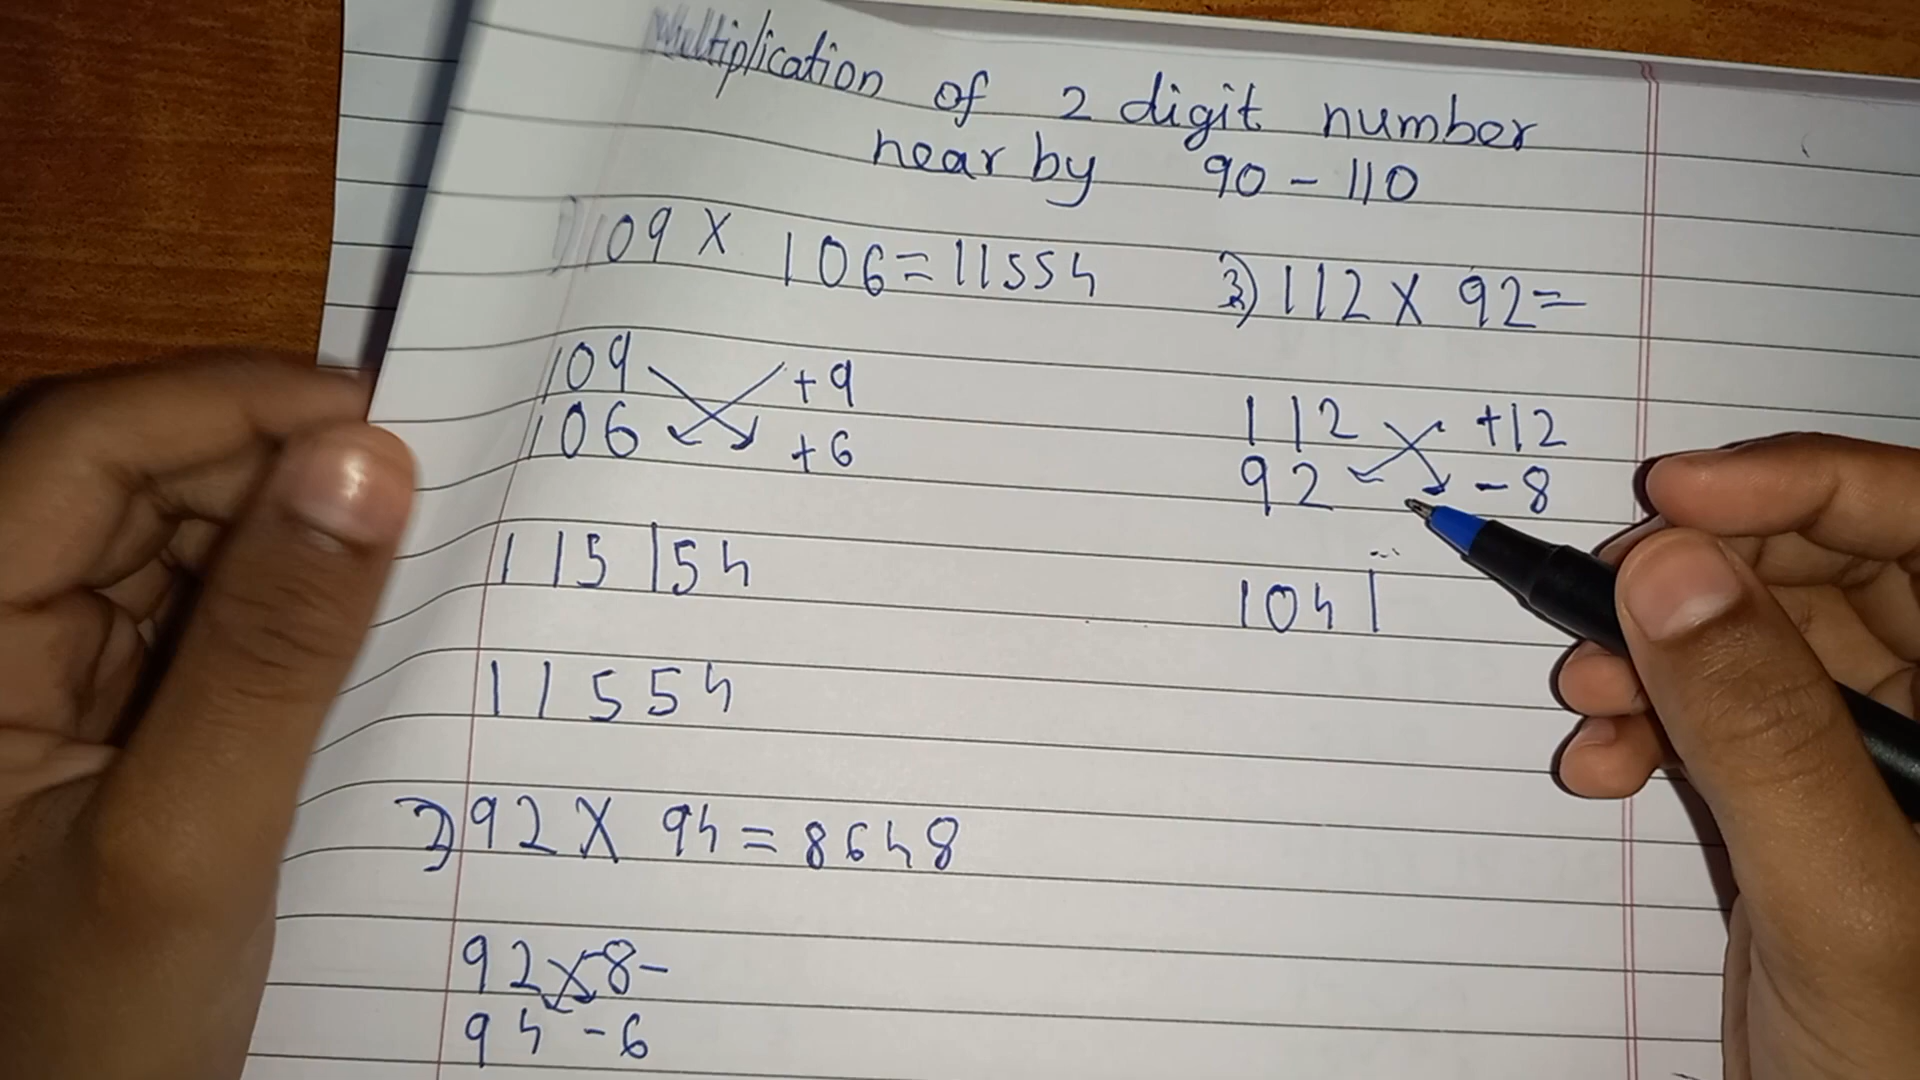 Multiplication of 2 digit number
near by 90 - 110
1) 109 X 106 = 11554
109 +9
106 +6
115 | 54
11554
2) 92 X 94 = 8648
92 -8-
94 -6
3) 112 X 92 =
112 +12
92 -8
104 |